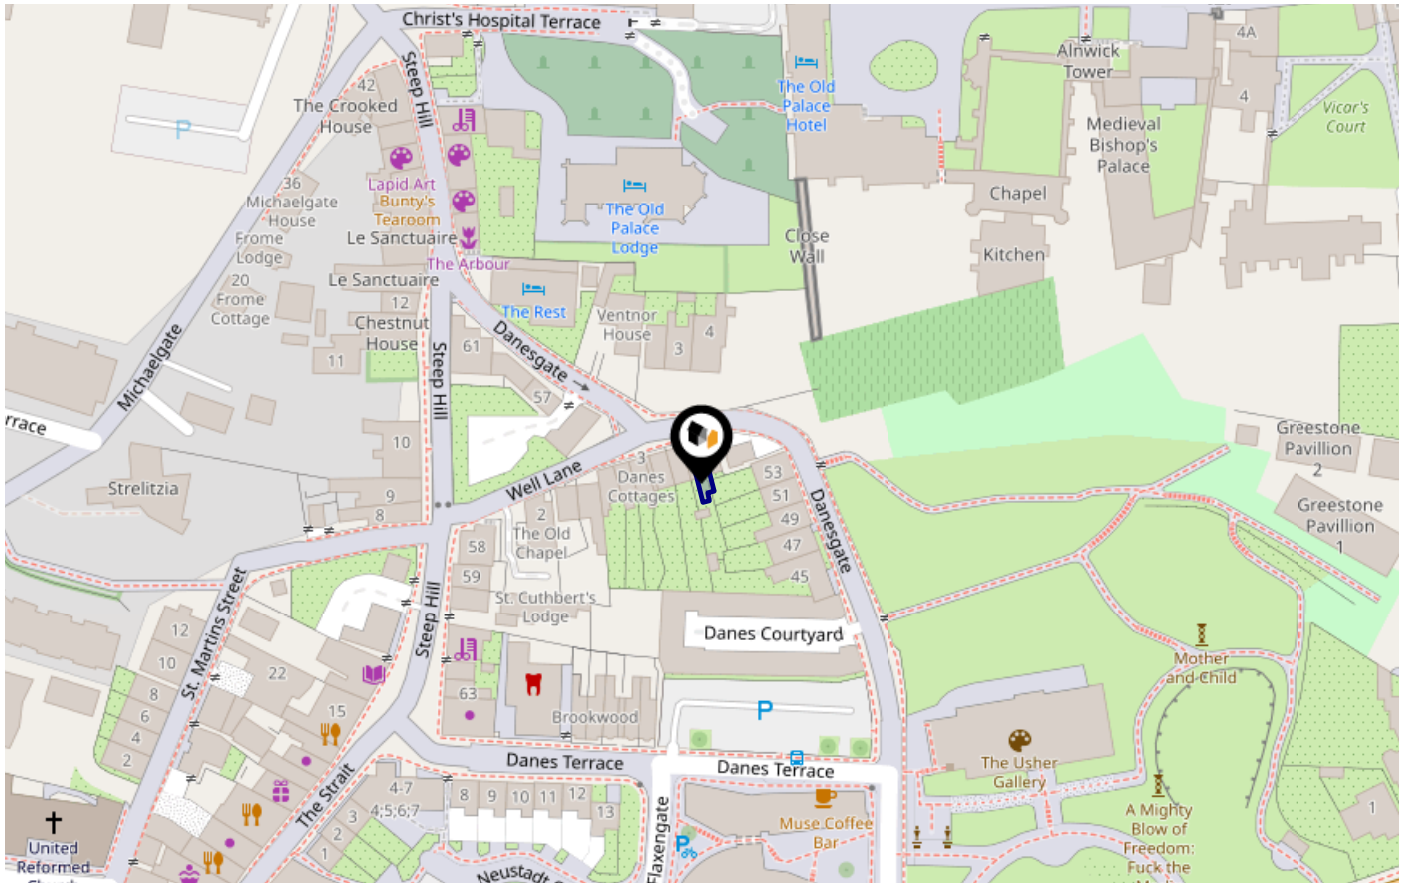 Christ's Hospital Terrace
Steep Hill
42
The Crooked
House
P
The Old
Palace
Hotel
Alnwick
Tower
4A
4
Vicar's
Court
Medieval
Bishop's
Palace
Lapid Art
Bunty's
Tearoom
36
Michaelgate
House
Chapel
The Old
Palace
Lodge
Le Sanctuaire
Frome
Lodge
Close
Wall
Kitchen
The Arbour
Le Sanctuaire
20
Frome
Cottage
12
Chestnut
House
The Rest
Ventnor
House
4
3
61
11
Danesgate
Michaelgate
Steep Hill
57
rrace
10
Greestone
Pavillion
2
3
Danes
Cottages
Well Lane
53
51
49
47
45
Danesgate
Strelitzia
9
8
Greestone
Pavillion
1
2
The Old
Chapel
58
59
St. Cuthbert's
Lodge
St. Martins Street
Steep Hill
12
10
8
6
4
2
22
Danes Courtyard
Mother
and Child
63
15
Brookwood
P
The Usher
Gallery
Danes Terrace
Danes Terrace
The Strait
4-7
4;5;6;7
8
9
10
11
12
13
3
2
1
Muse Coffee
Bar
A Mighty
Blow of
Freedom:
Fuck the
1
United
Reformed
Flaxengate
P